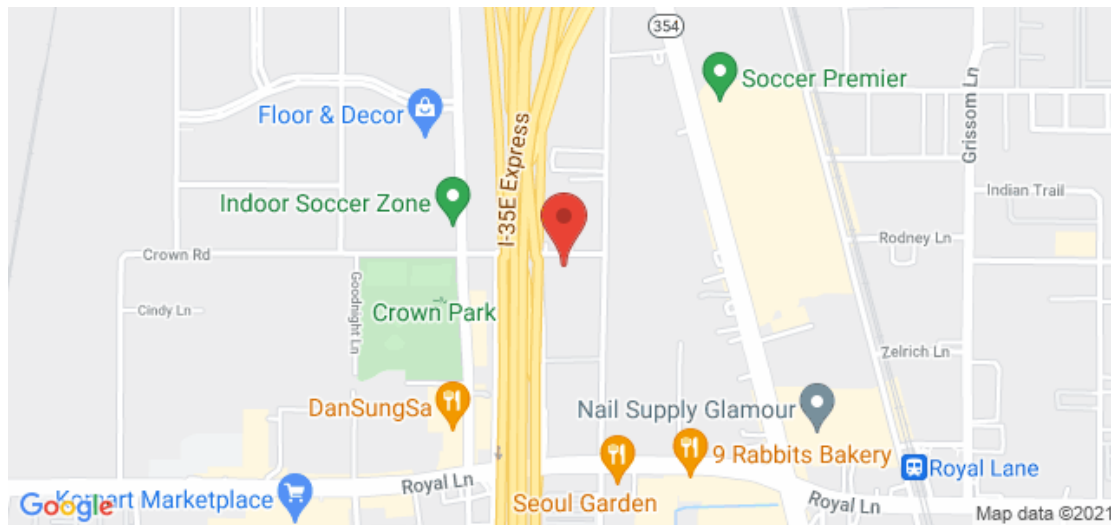 354
Soccer Premier
Floor & Decor
Grissom Ln
I-35E Express
Indoor Soccer Zone
Indian Trail
Rodney Ln
Crown Rd
Goodnight Ln
Crown Park
Cindy Ln
Zelrich Ln
DanSungSa
Nail Supply Glamour
9 Rabbits Bakery
Royal Lane
Royal Ln
Seoul Garden
Komart Marketplace
Royal Ln
Google
Map data ©2021